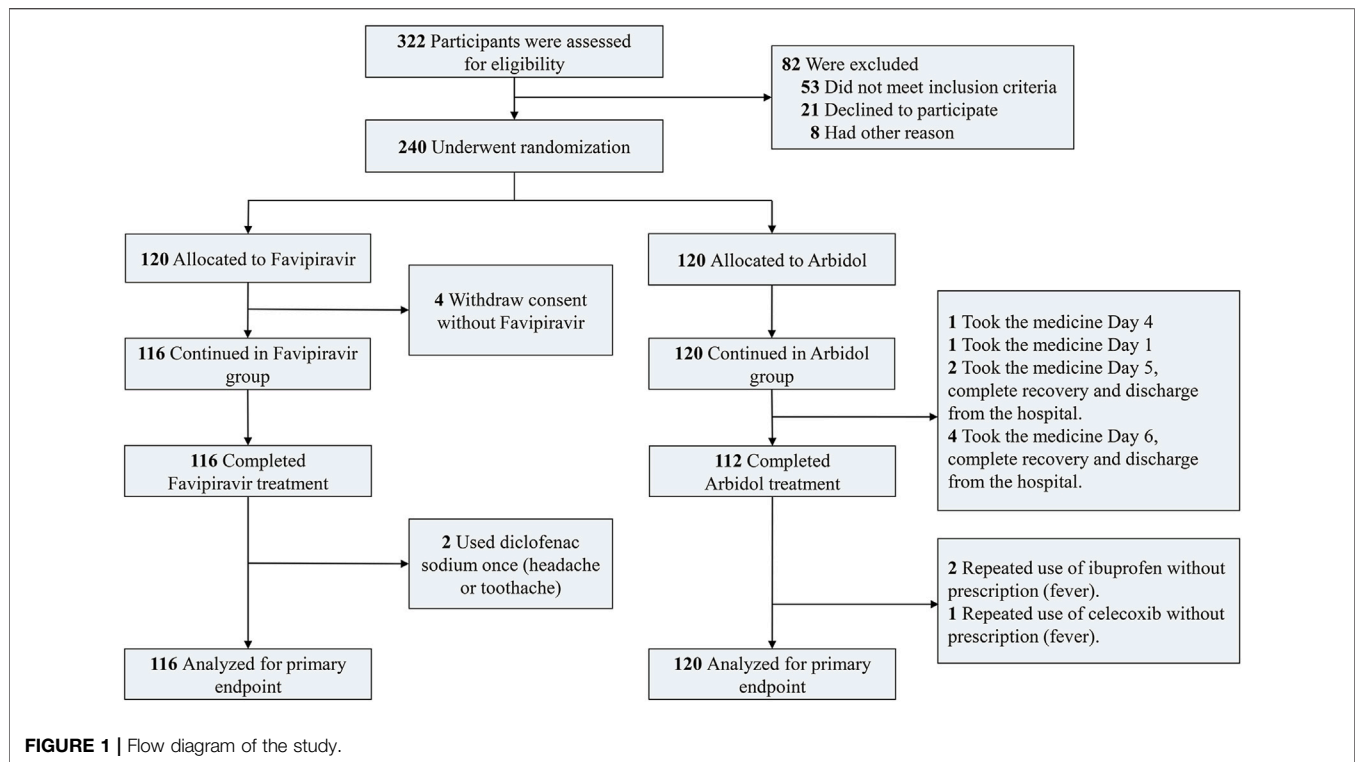 322 Participants were assessed
for eligibility
82 Were excluded
53 Did not meet inclusion criteria
21 Declined to participate
8 Had other reason
240 Underwent randomization
120 Allocated to Favipiravir
120 Allocated to Arbidol
4 Withdraw consent
without Favipiravir
116 Continued in Favipiravir
group
120 Continued in Arbidol
group
1 Took the medicine Day 4
1 Took the medicine Day 1
2 Took the medicine Day 5,
complete recovery and discharge
from the hospital.
4 Took the medicine Day 6,
complete recovery and discharge
from the hospital.
116 Completed
Favipiravir treatment
112 Completed
Arbidol treatment
2 Used diclofenac
sodium once (headache
or toothache)
2 Repeated use of ibuprofen without
prescription (fever).
1 Repeated use of celecoxib without
prescription (fever).
116 Analyzed for primary
endpoint
120 Analyzed for primary
endpoint
FIGURE 1 | Flow diagram of the study.